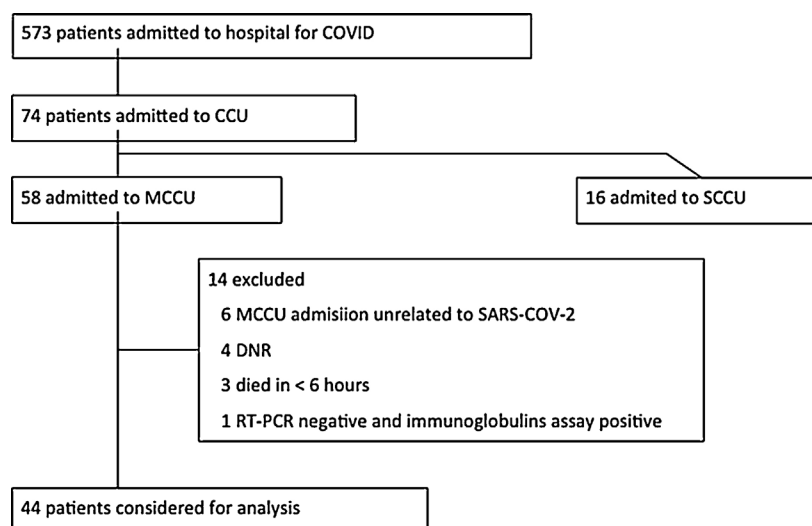 573 patients admitted to hospital for COVID
74 patients admitted to CCU
58 admitted to MCCU
16 admited to SCCU
14 excluded
6 MCCU admisiion unrelated to SARS-COV-2
4 DNR
3 died in < 6 hours
1 RT-PCR negative and immunoglobulins assay positive
44 patients considered for analysis